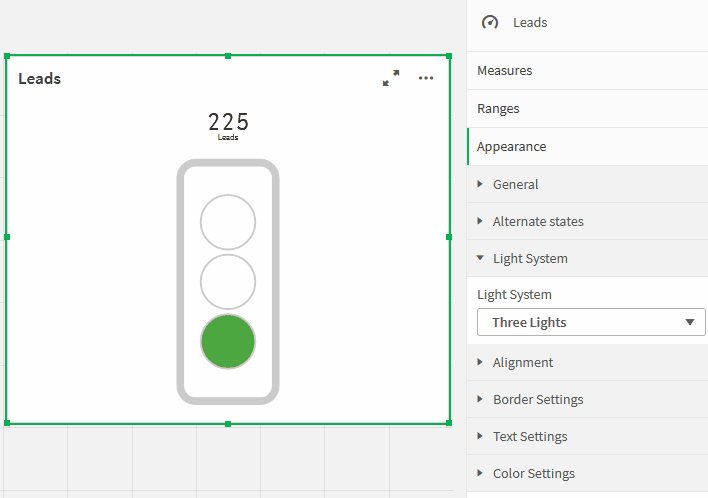 Leads
225
Leads
Leads
Measures
Ranges
Appearance
General
Alternate states
Light System
Light System
Three Lights
Alignment
Border Settings
Text Settings
Color Settings